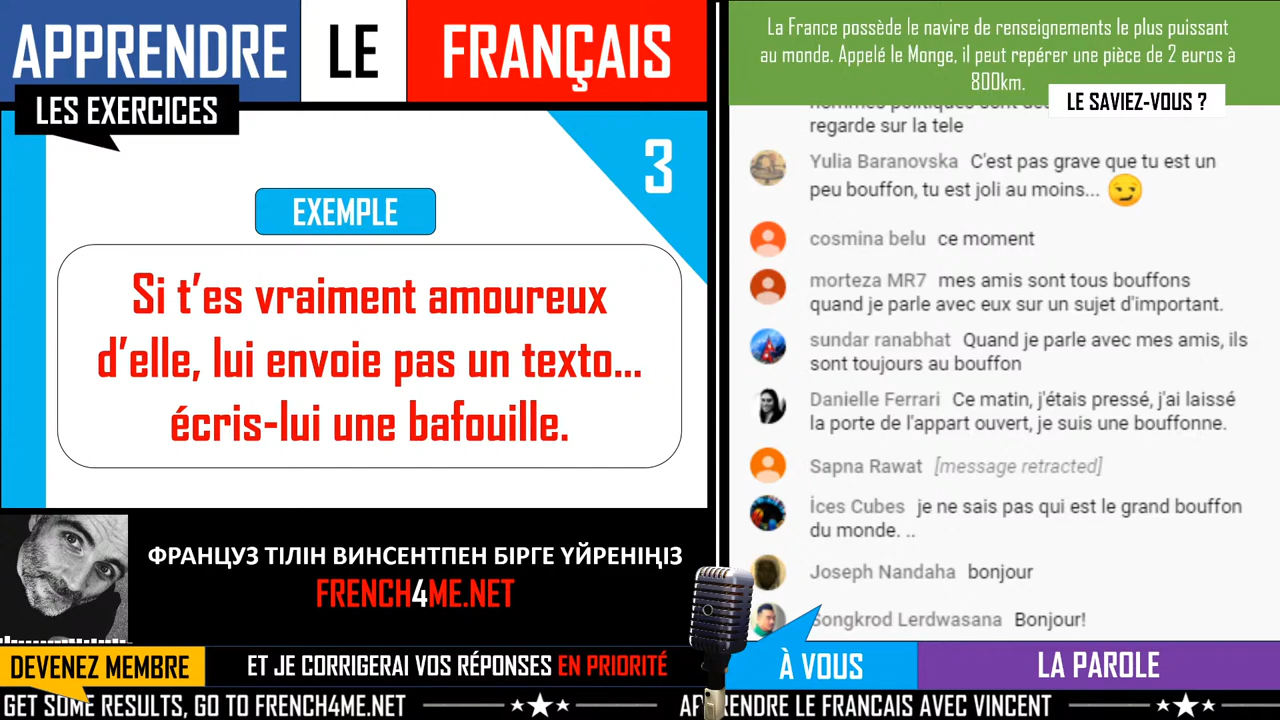 APPRENDRE LE FRANÇAIS
LES EXERCICES
3
EXEMPLE
Si t'es vraiment amoureux
d'elle, lui envoie pas un texto...
écris-lui une bafouille.
ФРАНЦУЗ ТІЛІН ВИНСЕНТПЕН БІРГЕ ҮЙРЕНІҢІЗ
FRENCH4ME.NET
DEVENEZ MEMBRE
ET JE CORRIGERAI VOS RÉPONSES EN PRIORITÉ
La France possède le navire de renseignements le plus puissant
au monde. Appelé le Monge, il peut repérer une pièce de 2 euros à
800km.
LE SAVIEZ-VOUS ?
regarde sur la tele
Yulia Baranovska C'est pas grave que tu est un
peu bouffon, tu est joli au moins...
cosmina belu ce moment
morteza MR7 mes amis sont tous bouffons
quand je parle avec eux sur un sujet d'important.
sundar ranabhat Quand je parle avec mes amis, ils
sont toujours au bouffon
Danielle Ferrari Ce matin, j'étais pressé, j'ai laissé
la porte de l'appart ouvert, je suis une bouffonne.
Sapna Rawat [message retracted]
İces Cubes je ne sais pas qui est le grand bouffon
du monde. ..
Joseph Nandaha bonjour
Songkrod Lerdwasana Bonjour!
À VOUS
LA PAROLE
GET SOME RESULTS, GO TO FRENCH4ME.NET
APPRENDRE LE FRANCAIS AVEC VINCENT